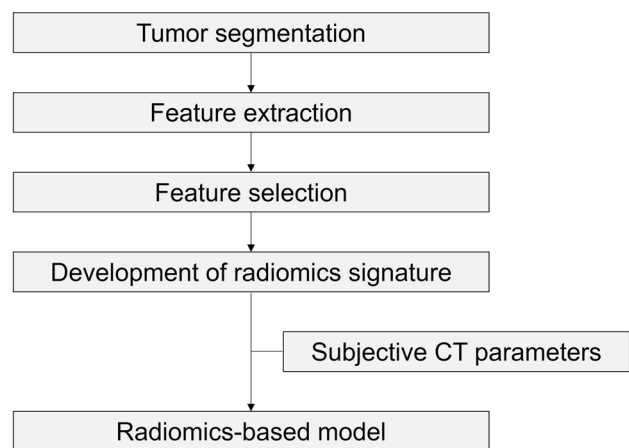 Tumor segmentation
Feature extraction
Feature selection
Development of radiomics signature
Subjective CT parameters
Radiomics-based model